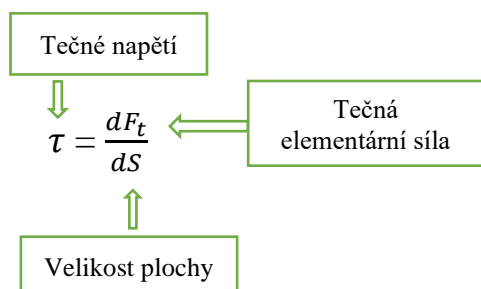 Tečné napětí
τ = dF_t / dS
Tečná
elementární síla
Velikost plochy